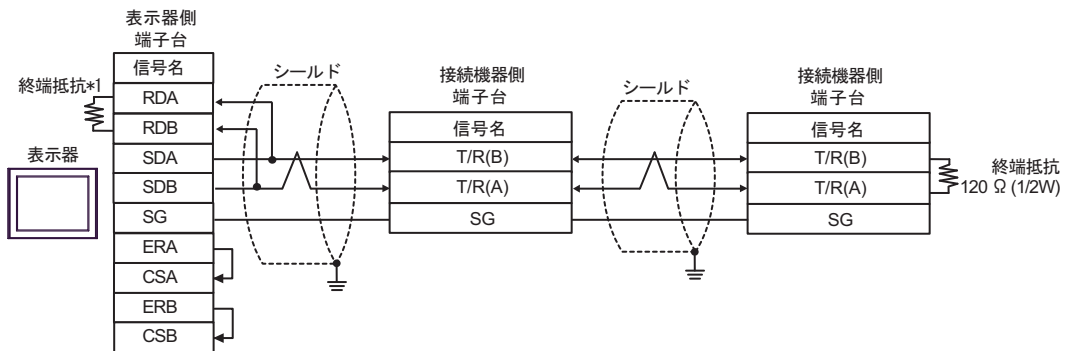 表示器側
端子台
信号名
終端抵抗*1
RDA
RDB
表示器
SDA
SDB
SG
ERA
CSA
ERB
CSB
シールド
接続機器側
端子台
信号名
T/R(B)
T/R(A)
SG
シールド
接続機器側
端子台
信号名
T/R(B)
T/R(A)
SG
終端抵抗
120 Ω (1/2W)